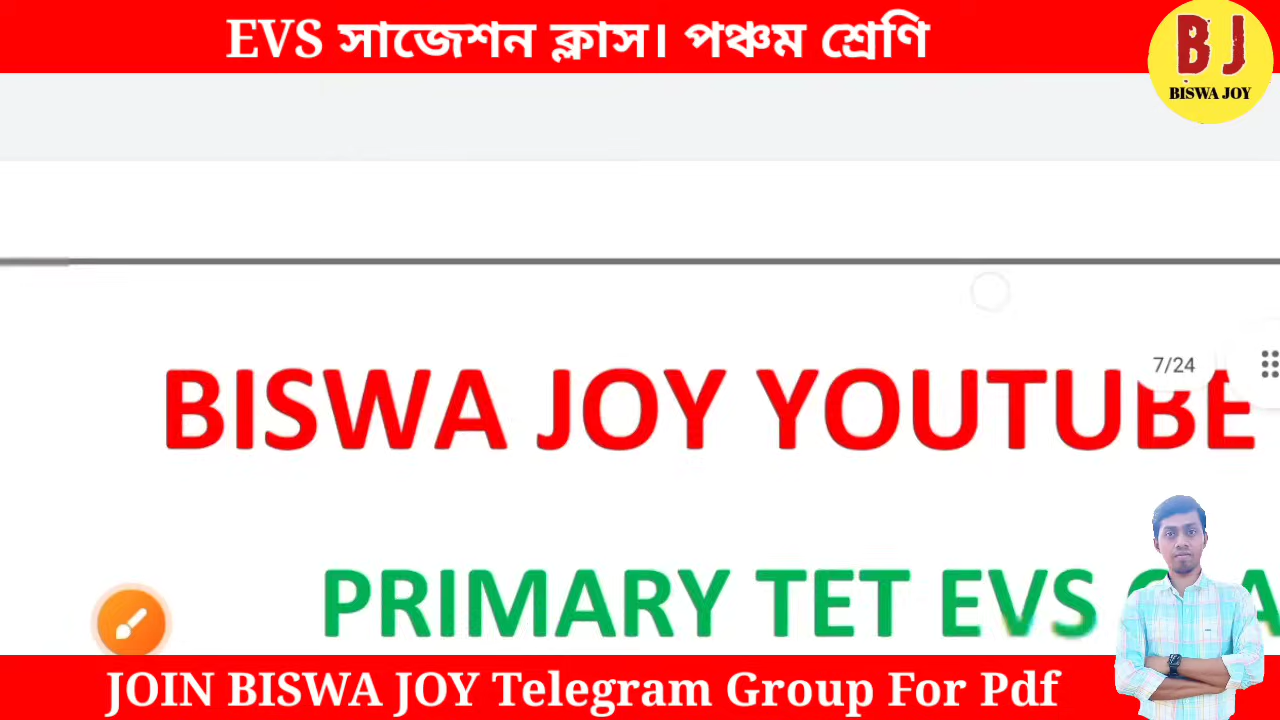 EVS সাজেশন ক্লাস। পঞ্চম শ্রেণি
B J
BISWA JOY
7/24
BISWA JOY YOUTUBE
PRIMARY TET EVS
JOIN BISWA JOY Telegram Group For Pdf